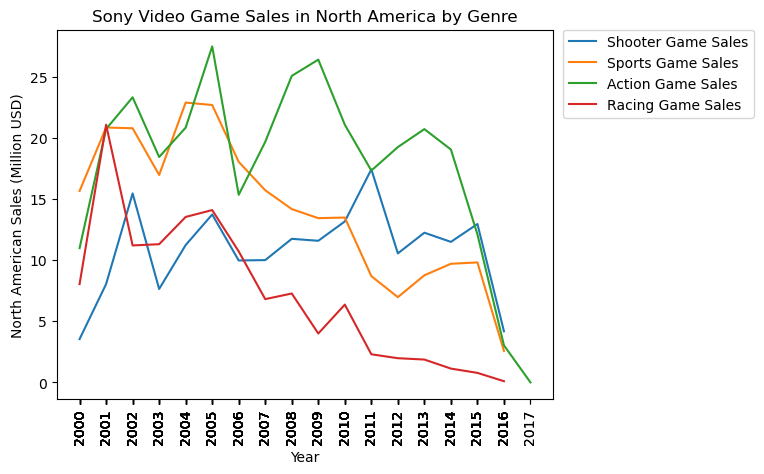 Sony Video Game Sales in North America by Genre
Shooter Game Sales
Sports Game Sales
Action Game Sales
Racing Game Sales
North American Sales (Million USD)
25
20
15
10
5
0
2000 2001 2002 2003 2004 2005 2006 2007 2008 2009 2010 2011 2012 2013 2014 2015 2016 2017
Year